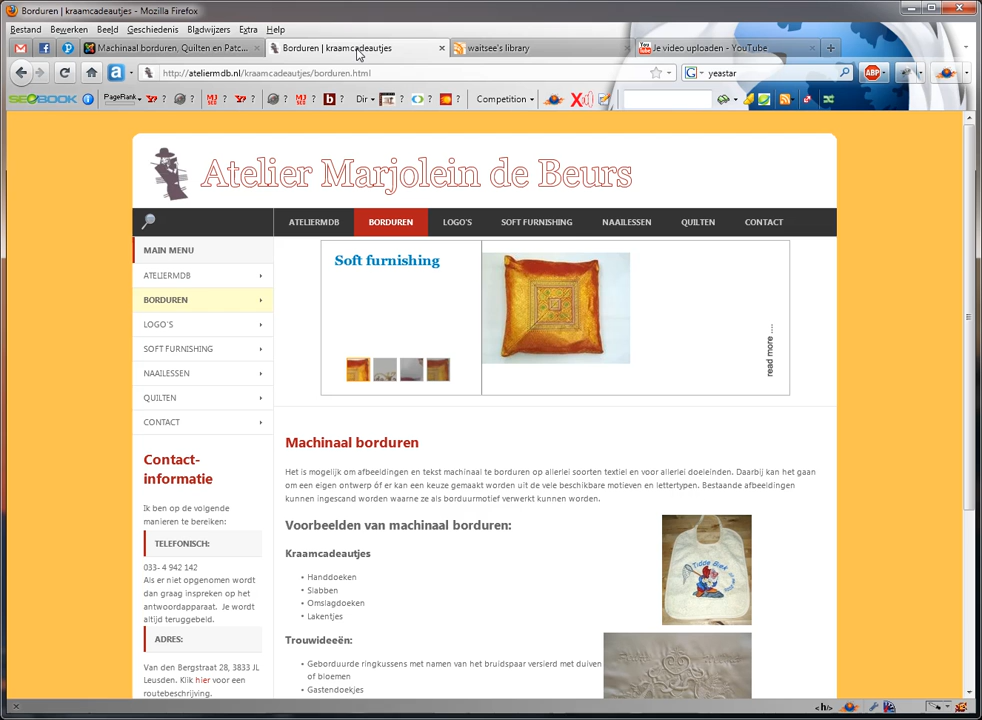 Borduren | kraamcadeautjes - Mozilla Firefox
Bestand Bewerken Beeld Geschiedenis Bladwijzers Extra Help
Machinaal borduren, Quilten en Patc...
Borduren | kraamcadeautjes
waitsee's library
Je video uploaden - YouTube
http://ateliermdb.nl/kraamcadeautjes/borduren.html
yeastar
ABP
SEOBOOK PageRank ? ? ? ? ? ? ? ? Dir ? ? ? Competition
Atelier Marjolein de Beurs
ATELIERMDB BORDUREN LOGO'S SOFT FURNISHING NAAILESSEN QUILTEN CONTACT
MAIN MENU
ATELIERMDB
BORDUREN
LOGO'S
SOFT FURNISHING
NAAILESSEN
QUILTEN
CONTACT
Soft furnishing
read more ....
Contact-
informatie
Ik ben op de volgende
manieren te bereiken:
TELEFONISCH:
033- 4 942 142
Als er niet opgenomen wordt
dan graag inspreken op het
antwoordapparaat. Je wordt
altijd teruggebeld.
ADRES:
Van den Bergstraat 28, 3833 JL
Leusden. Klik hier voor een
routebeschrijving.
Machinaal borduren
Het is mogelijk om afbeeldingen en tekst machinaal te borduren op allerlei soorten textiel en voor allerlei doeleinden. Daarbij kan het gaan
om een eigen ontwerp óf er kan een keuze gemaakt worden uit de vele beschikbare motieven en lettertypen. Bestaande afbeeldingen
kunnen ingescand worden waarne ze als borduurmotief verwerkt kunnen worden.
Voorbeelden van machinaal borduren:
Kraamcadeautjes
• Handdoeken
• Slabben
• Omslagdoeken
• Lakentjes
Trouwideeën:
• Geborduurde ringkussens met namen van het bruidspaar versierd met duiven
of bloemen
• Gastendoekjes